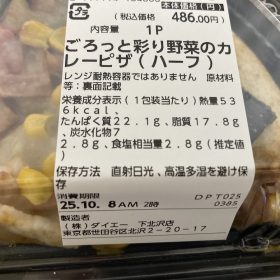 本体価格(円)
(税込価格 486.00円)
内容量 1P
ごろっと彩り野菜のカ
レーピザ(ハーフ)
レンジ耐熱容器ではありません 原材料
等:裏面記載
栄養成分表示(1包装当たり)熱量53
6kcal、
たんぱく質22.1g、脂質17.8g
、炭水化物7
2.8g、食塩相当量2.8g(推定値
)
保存方法 直射日光、高温多湿を避け保
存
消費期限
25.10. 8AM 2時
DPT025
0385
製造者
(株)ダイエー 下北沢店
東京都世田谷区北沢2-20-17